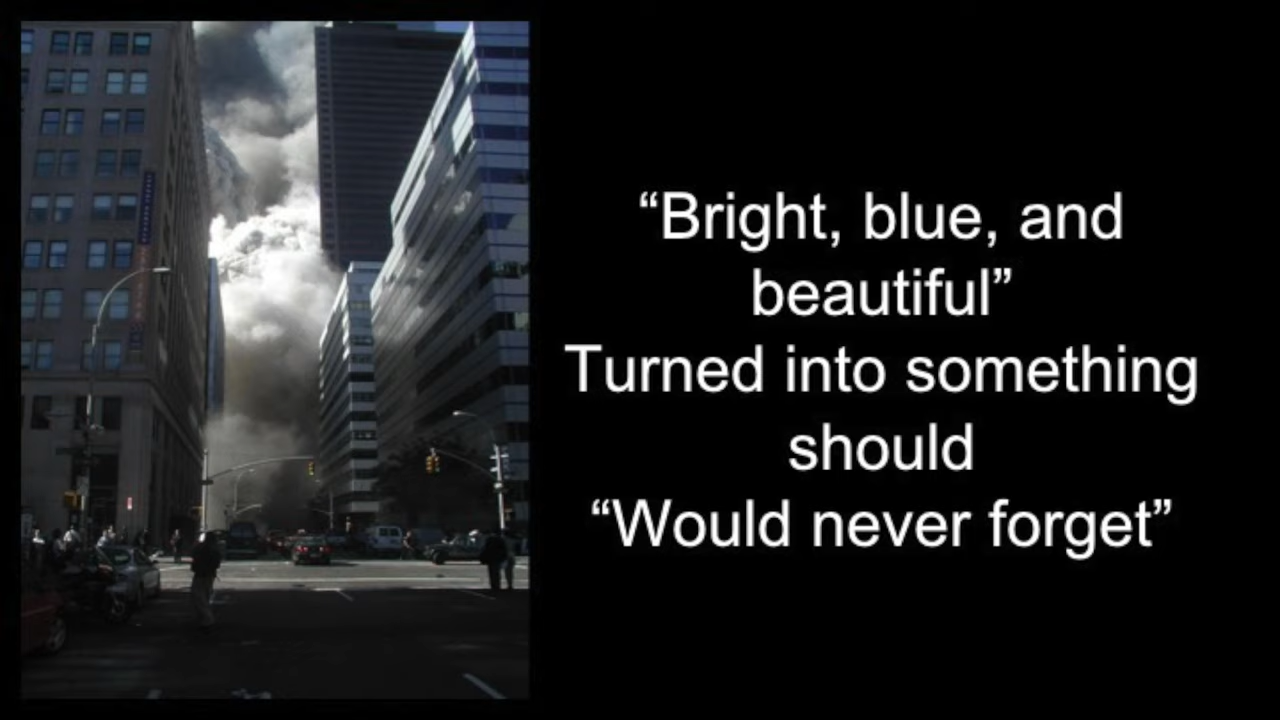 “Bright, blue, and
beautiful”
Turned into something
should
“Would never forget”